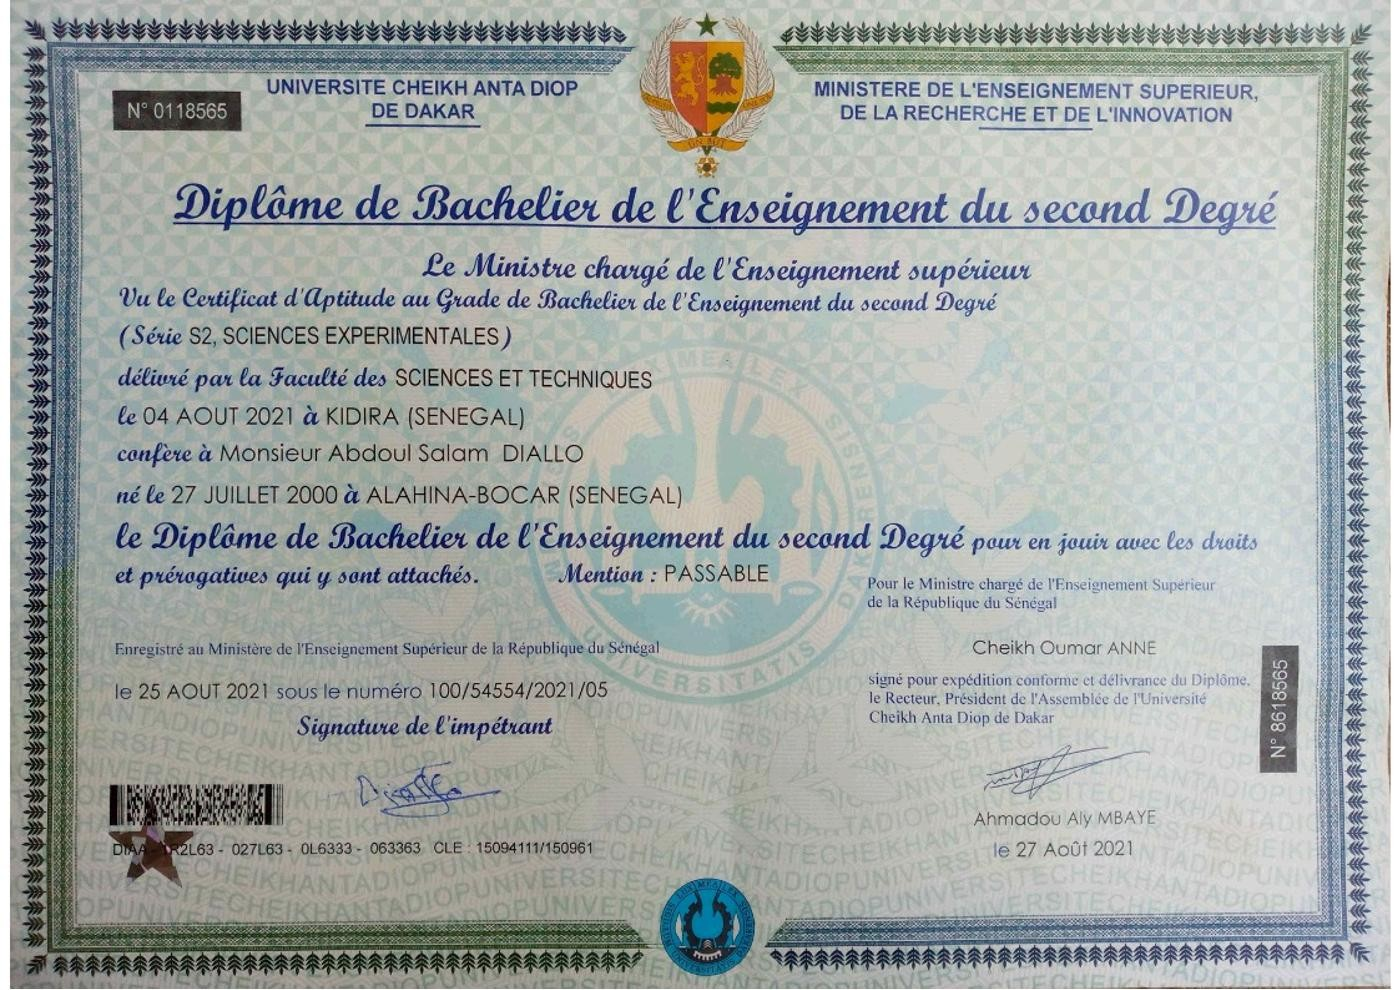 N° 0118565
UNIVERSITE CHEIKH ANTA DIOP
DE DAKAR
MINISTERE DE L'ENSEIGNEMENT SUPERIEUR,
DE LA RECHERCHE ET DE L'INNOVATION
UN BUT
Diplôme de Bachelier de l'Enseignement du second Degré
Le Ministre chargé de l'Enseignement supérieur
Vu le Certificat d'Aptitude au Grade de Bachelier de l'Enseignement du second Degré
(Série S2, SCIENCES EXPERIMENTALES)
délivré par la Faculté des SCIENCES ET TECHNIQUES
le 04 AOUT 2021 à KIDIRA (SENEGAL)
confère à Monsieur Abdoul Salam DIALLO
né le 27 JUILLET 2000 à ALAHINA-BOCAR (SENEGAL)
le Diplôme de Bachelier de l'Enseignement du second Degré pour en jouir avec les droits
et prérogatives qui y sont attachés. Mention : PASSABLE
Pour le Ministre chargé de l'Enseignement Supérieur
de la République du Sénégal
Enregistré au Ministère de l'Enseignement Supérieur de la République du Sénégal
Cheikh Oumar ANNE
le 25 AOUT 2021 sous le numéro 100/54554/2021/05
signé pour expédition conforme et délivrance du Diplôme,
le Recteur, Président de l'Assemblée de l'Université
Cheikh Anta Diop de Dakar
Signature de l'impétrant
N° 8618565
Ahmadou Aly MBAYE
le 27 Août 2021
DIAA - 1R2L63 - 027L63 - 0L6333 - 063363 CLE : 15094111/150961